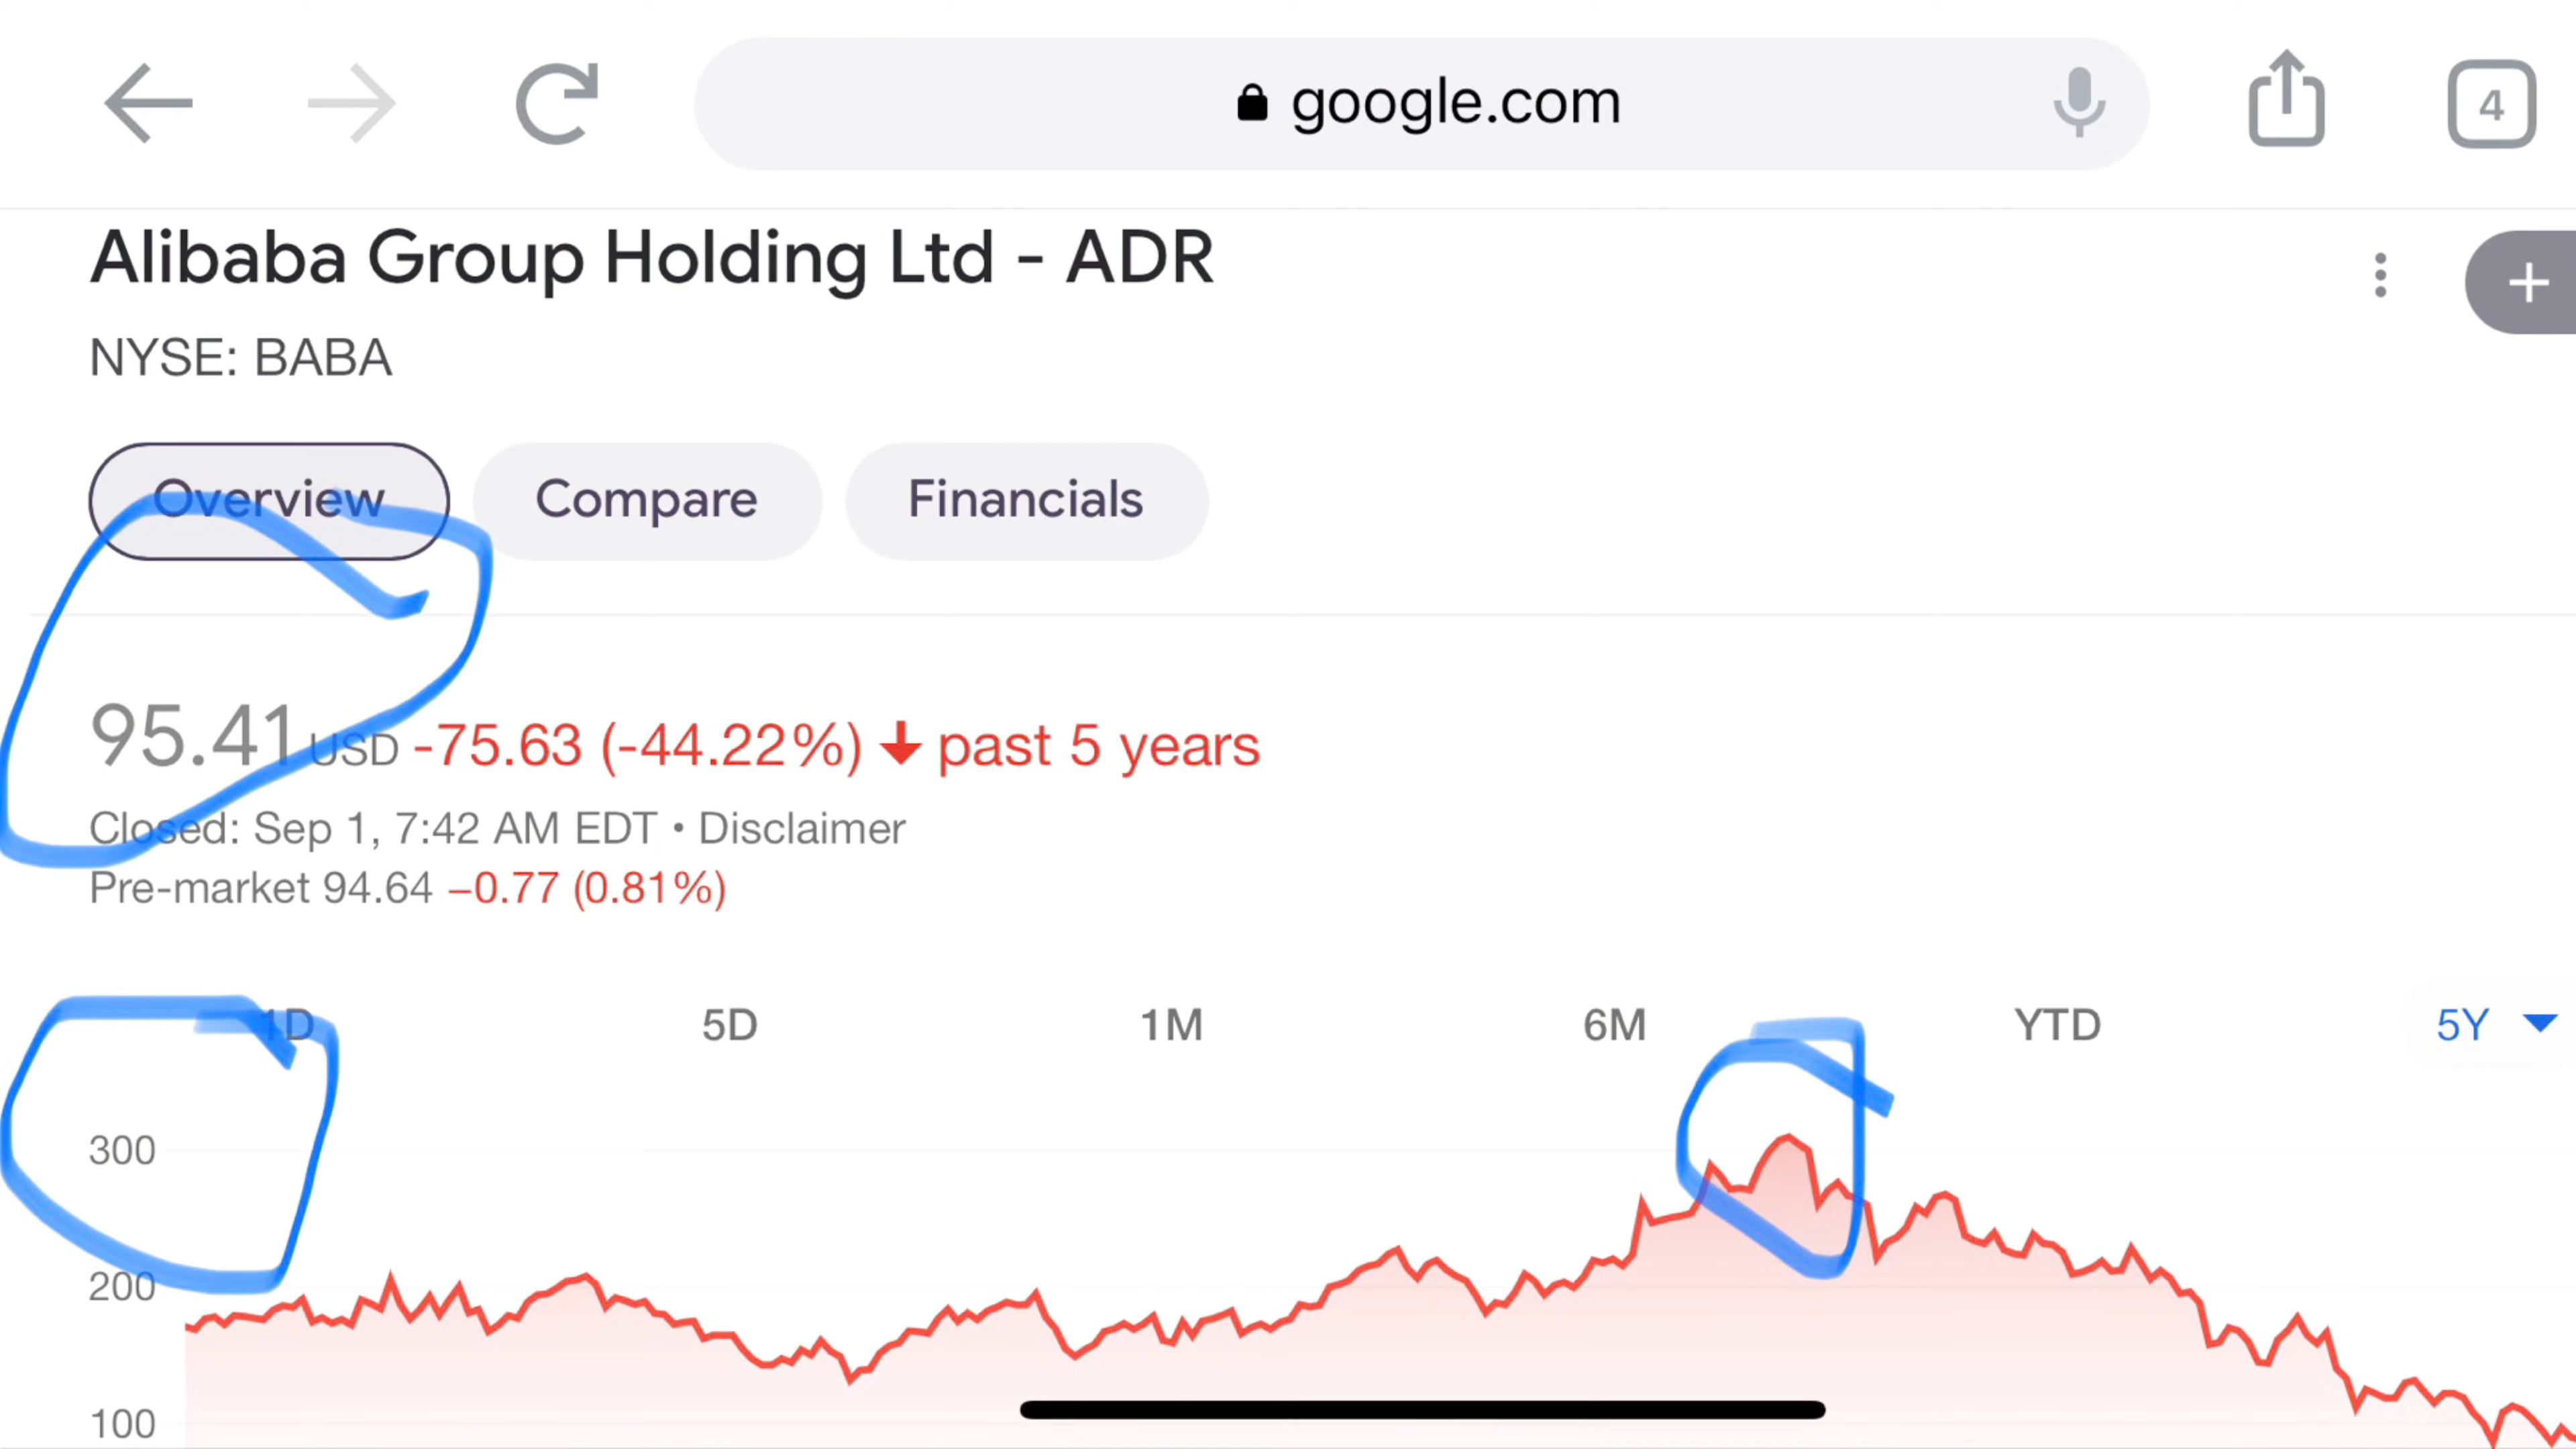 google.com
4
Alibaba Group Holding Ltd - ADR
NYSE: BABA
Overview
Compare
Financials
95.41 USD -75.63 (-44.22%) ↓ past 5 years
Closed: Sep 1, 7:42 AM EDT • Disclaimer
Pre-market 94.64 −0.77 (0.81%)
1D 5D 1M 6M YTD 5Y
300
200
100